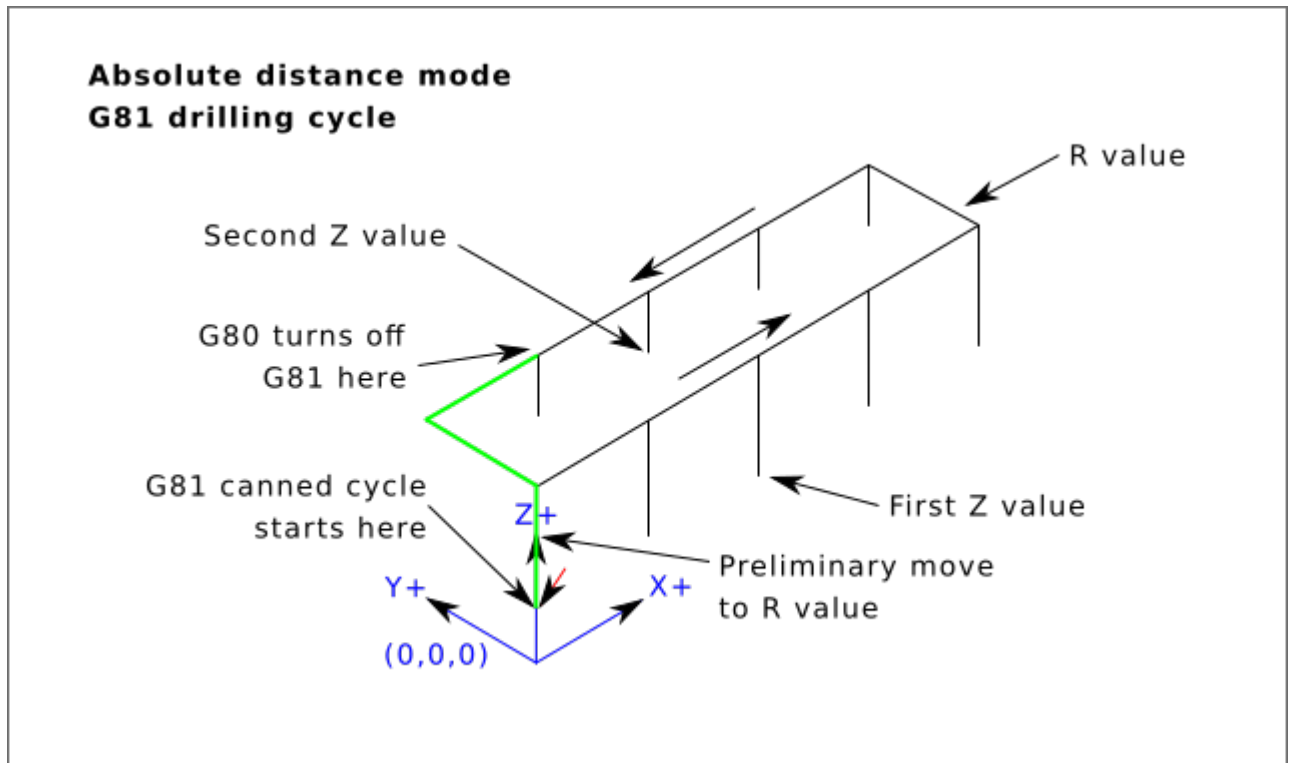 Absolute distance mode
G81 drilling cycle
R value
Second Z value
G80 turns off
G81 here
G81 canned cycle
starts here
Z+
First Z value
Preliminary move
to R value
Y+
X+
(0,0,0)